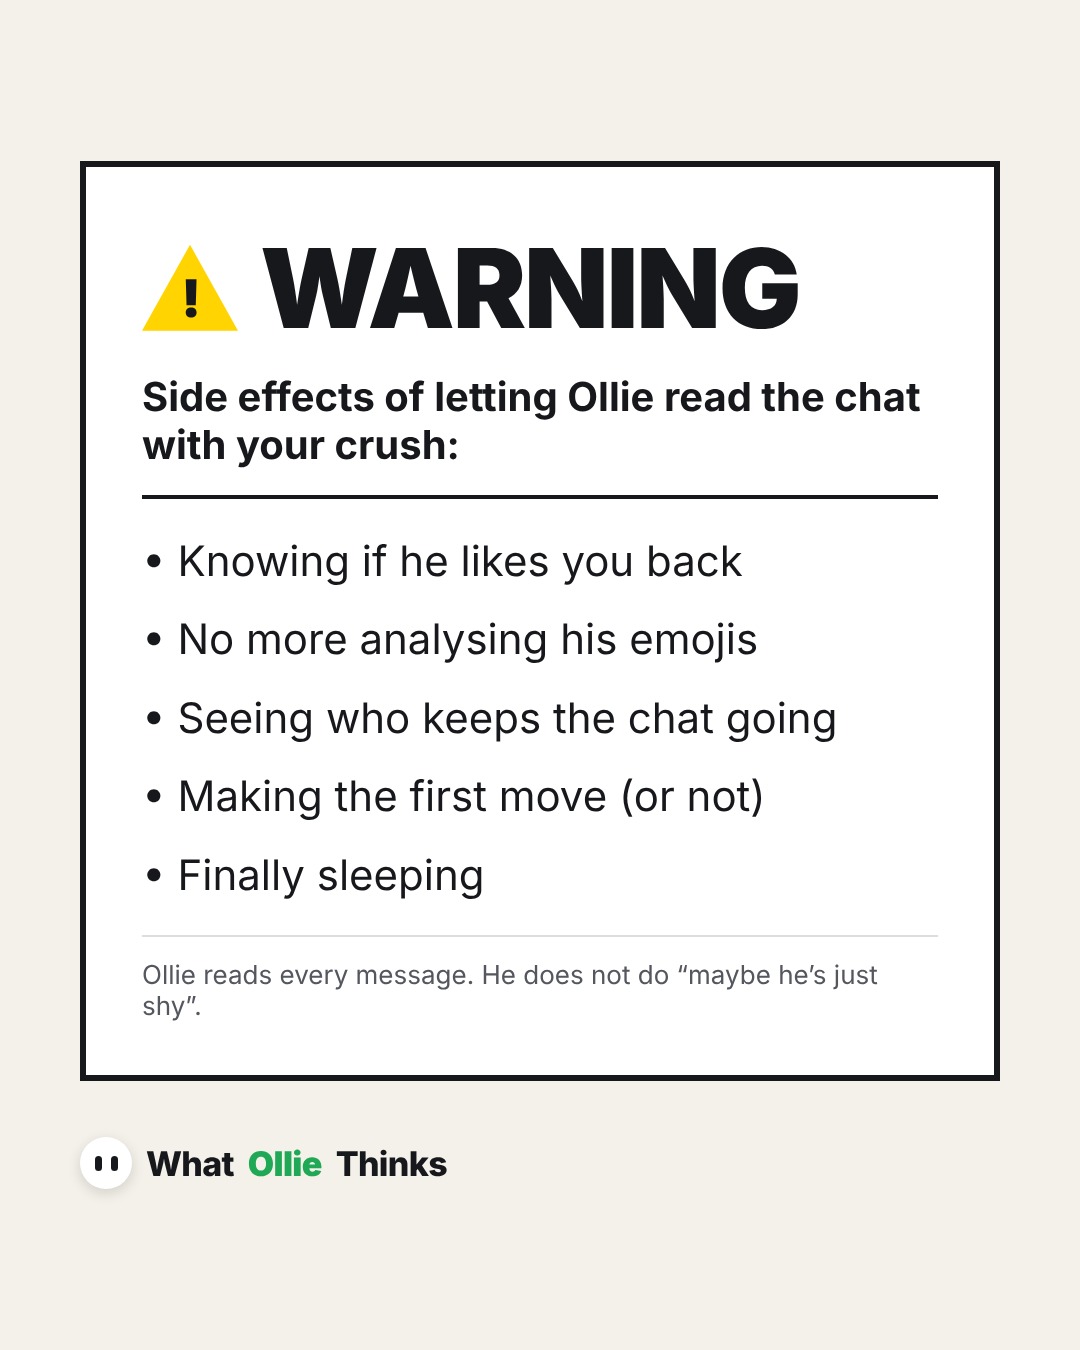 ! WARNING
Side effects of letting Ollie read the chat
with your crush:
• Knowing if he likes you back
• No more analysing his emojis
• Seeing who keeps the chat going
• Making the first move (or not)
• Finally sleeping
Ollie reads every message. He does not do “maybe he’s just
shy”.
What Ollie Thinks